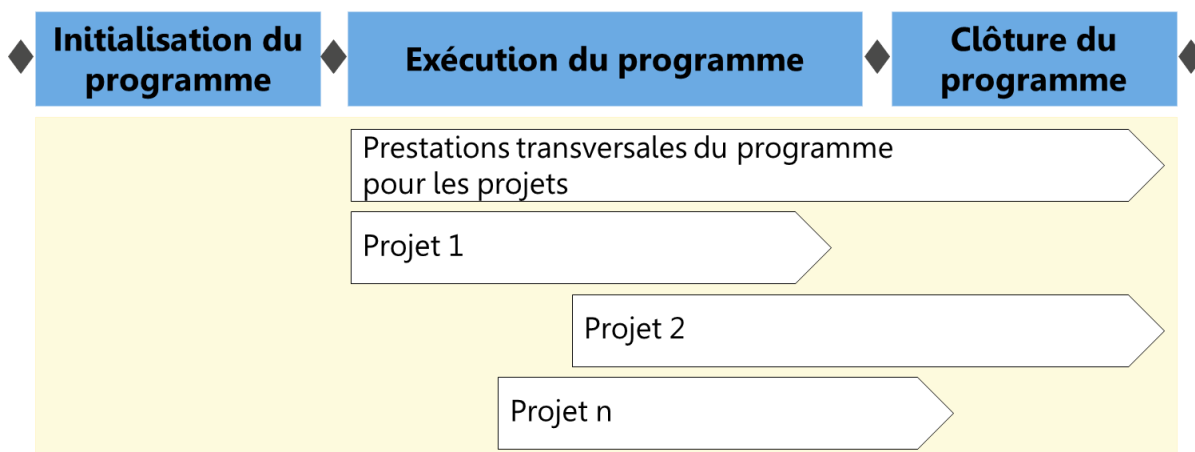 Initialisation du
programme
Exécution du programme
Clôture du
programme
Prestations transversales du programme
pour les projets
Projet 1
Projet 2
Projet n